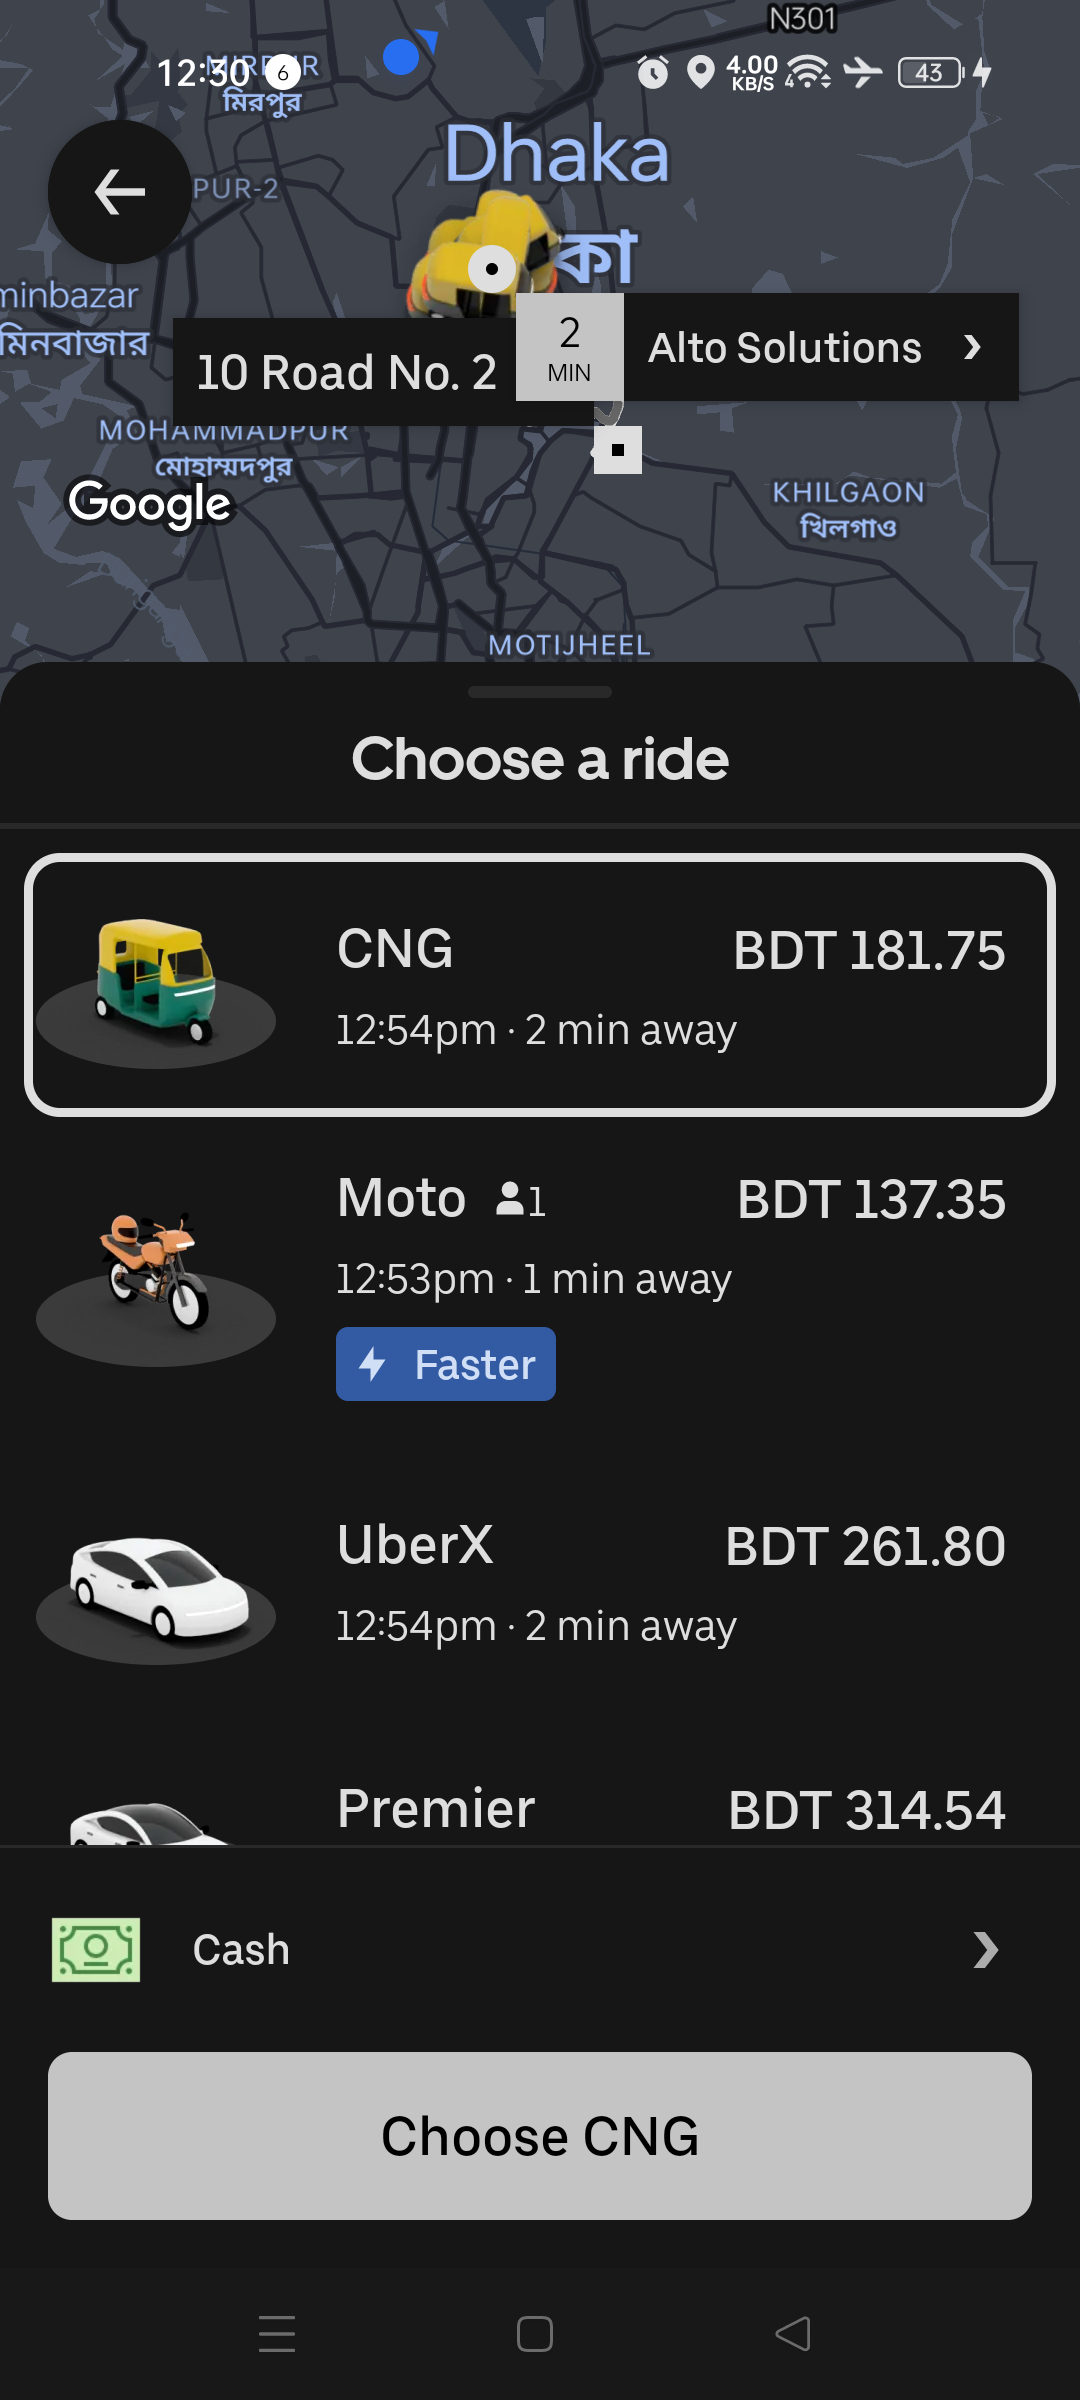 N301
12:30
6
4.00
KB/S
4
43
মিরপুর
Dhaka
PUR-2
কা
minbazar
মিনবাজার
2
MIN
Alto Solutions
10 Road No. 2
MOHAMMADPUR
মোহাম্মদপুর
Google
KHILGAON
খিলগাও
MOTIJHEEL
Choose a ride
CNG
BDT 181.75
12:54pm · 2 min away
Moto 1
BDT 137.35
12:53pm · 1 min away
Faster
UberX
BDT 261.80
12:54pm · 2 min away
Premier
BDT 314.54
Cash
Choose CNG